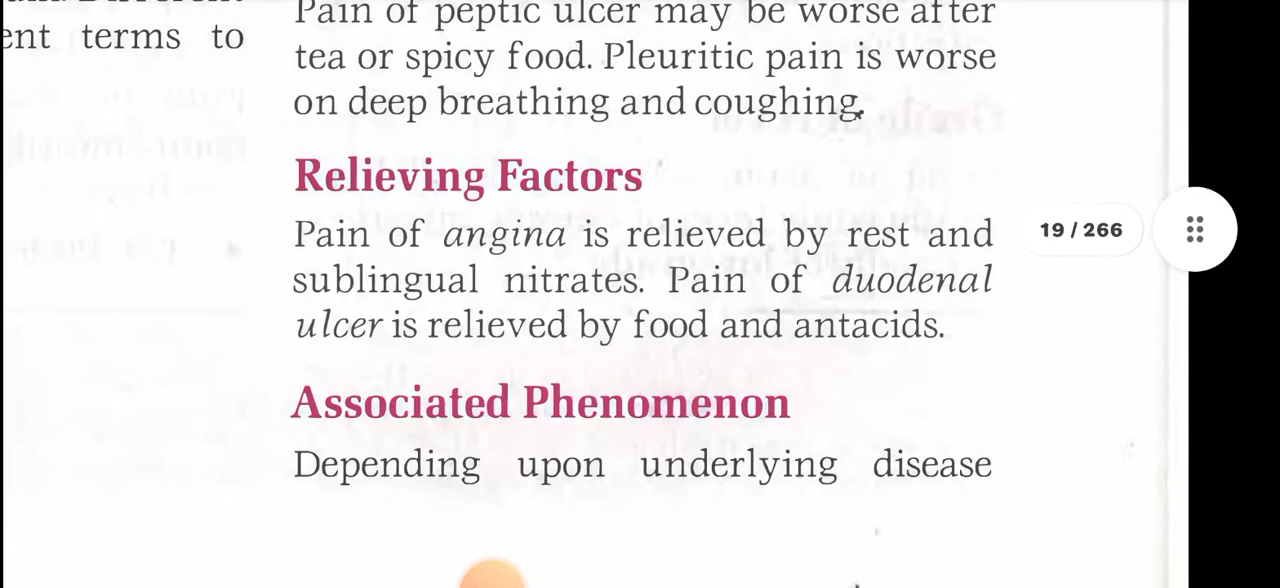 ent terms to
Pain of peptic ulcer may be worse after
tea or spicy food. Pleuritic pain is worse
on deep breathing and coughing.
Relieving Factors
Pain of angina is relieved by rest and
sublingual nitrates. Pain of duodenal
ulcer is relieved by food and antacids.
Associated Phenomenon
Depending upon underlying disease
19 / 266